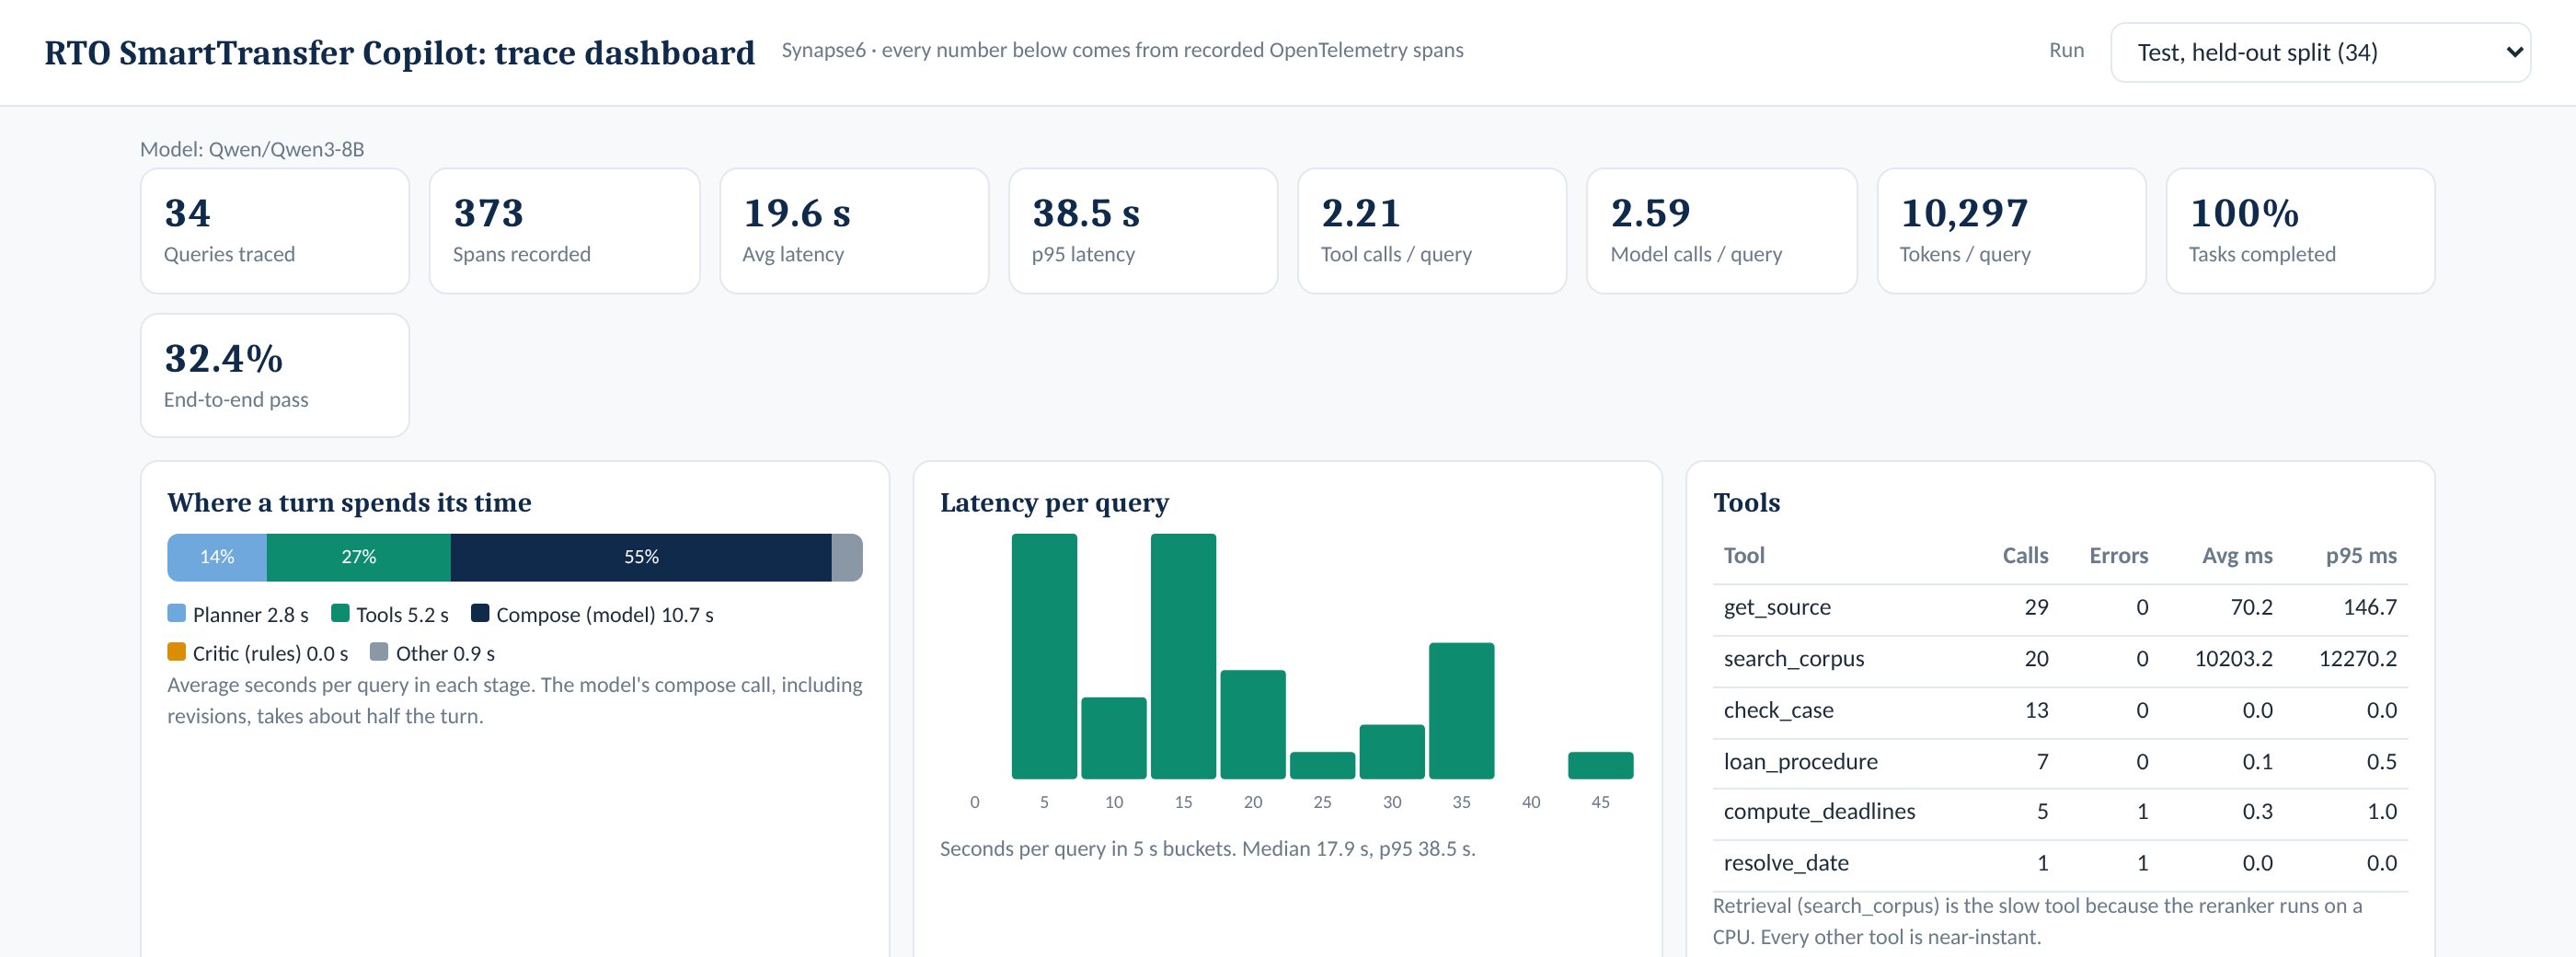 RTO SmartTransfer Copilot: trace dashboard
Synapse6 · every number below comes from recorded OpenTelemetry spans
Run
Test, held-out split (34)
Model: Qwen/Qwen3-8B
34
Queries traced
373
Spans recorded
19.6 s
Avg latency
38.5 s
p95 latency
2.21
Tool calls / query
2.59
Model calls / query
10,297
Tokens / query
100%
Tasks completed
32.4%
End-to-end pass
Where a turn spends its time
14% 27% 55%
Planner 2.8 s Tools 5.2 s Compose (model) 10.7 s
Critic (rules) 0.0 s Other 0.9 s
Average seconds per query in each stage. The model's compose call, including
revisions, takes about half the turn.
Latency per query
0 5 10 15 20 25 30 35 40 45
Seconds per query in 5 s buckets. Median 17.9 s, p95 38.5 s.
Tools
Tool Calls Errors Avg ms p95 ms
get_source 29 0 70.2 146.7
search_corpus 20 0 10203.2 12270.2
check_case 13 0 0.0 0.0
loan_procedure 7 0 0.1 0.5
compute_deadlines 5 1 0.3 1.0
resolve_date 1 1 0.0 0.0
Retrieval (search_corpus) is the slow tool because the reranker runs on a
CPU. Every other tool is near-instant.